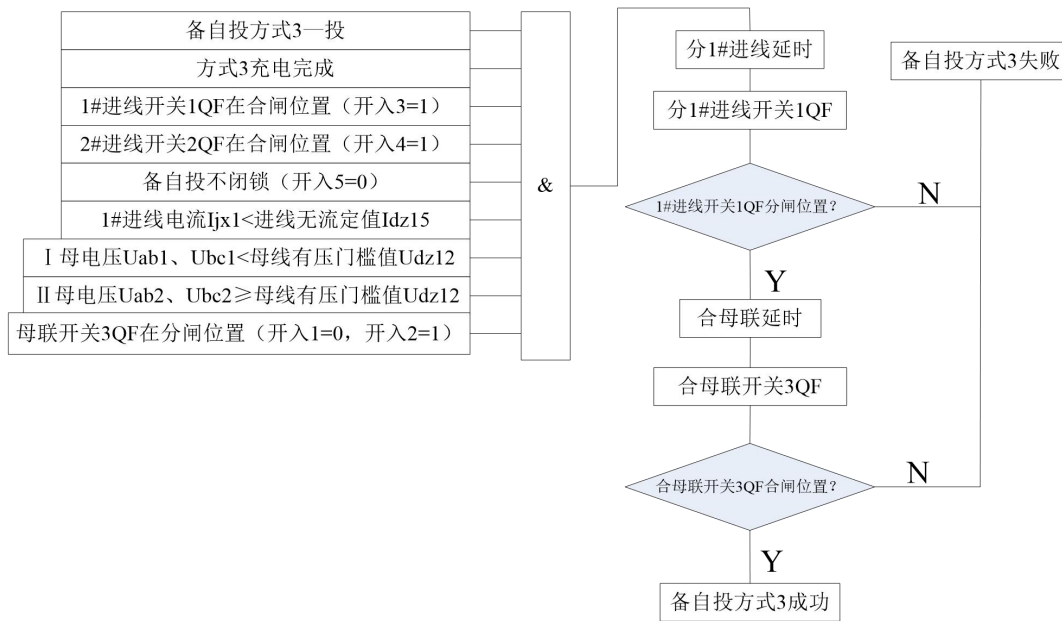 备自投方式3—投
方式3充电完成
1#进线开关1QF在合闸位置（开入3=1）
2#进线开关2QF在合闸位置（开入4=1）
备自投不闭锁（开入5=0）
1#进线电流Ijx1<进线无流定值Idz15
Ⅰ母电压Uab1、Ubc1<母线有压门槛值Udz12
Ⅱ母电压Uab2、Ubc2≥母线有压门槛值Udz12
母联开关3QF在分闸位置（开入1=0，开入2=1）
&
分1#进线延时
分1#进线开关1QF
1#进线开关1QF分闸位置？
N
备自投方式3失败
Y
合母联延时
合母联开关3QF
合母联开关3QF合闸位置？
N
Y
备自投方式3成功